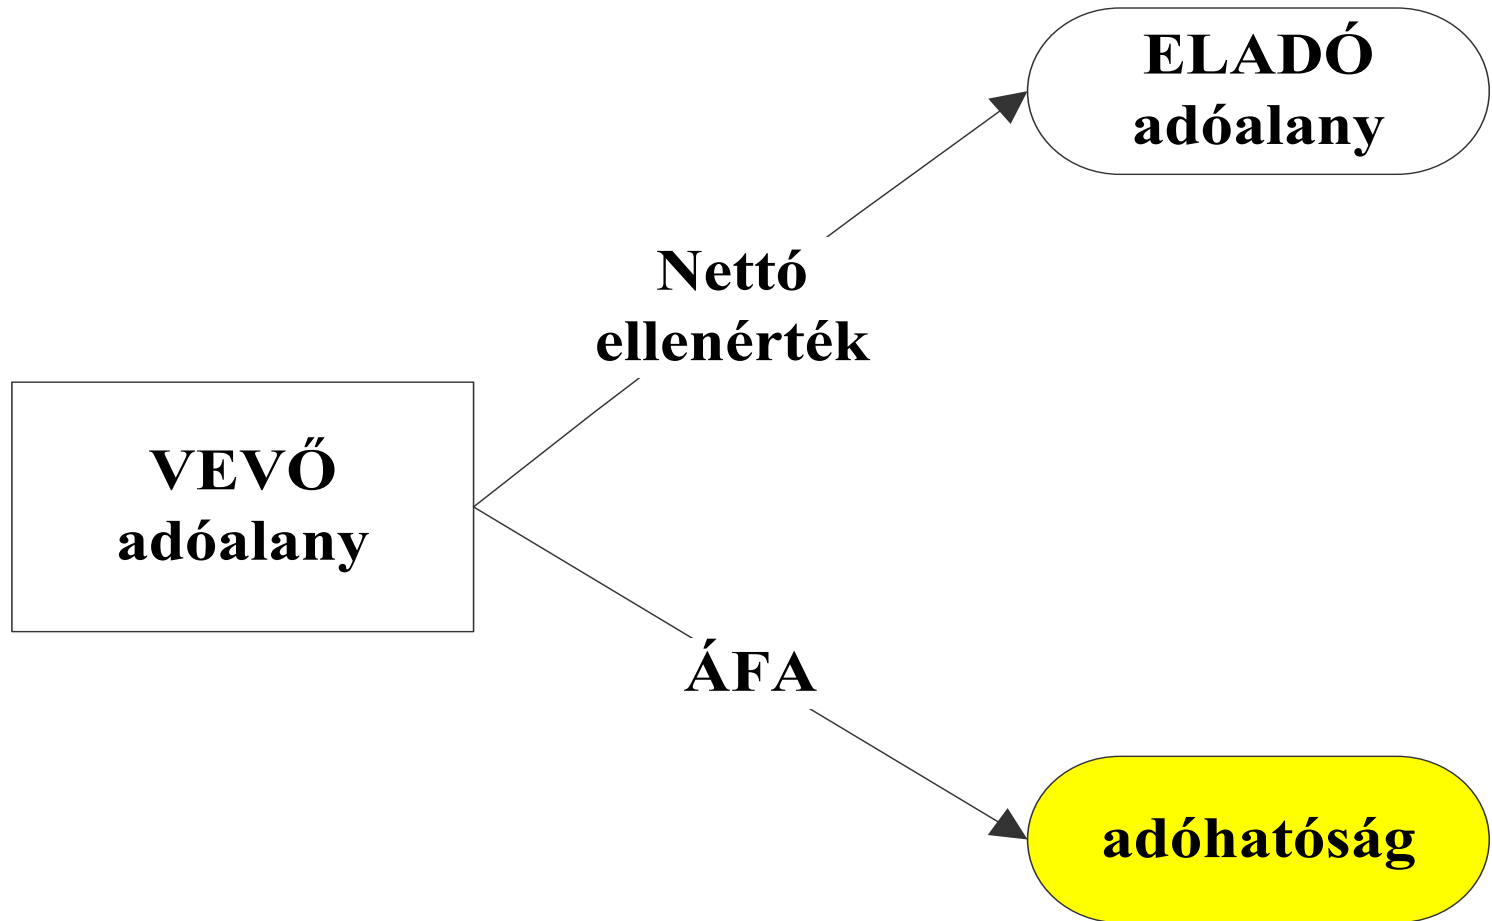 ELADÓ
adóalany
Nettó
ellenérték
VEVŐ
adóalany
ÁFA
adóhatóság